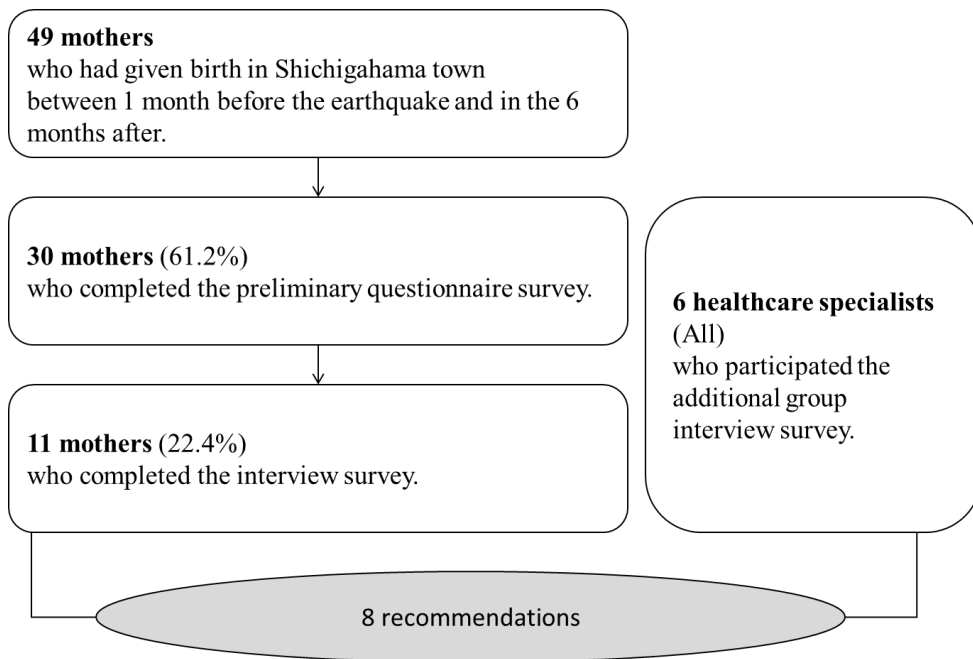 49 mothers
who had given birth in Shichigahama town
between 1 month before the earthquake and in the 6
months after.
30 mothers (61.2%)
who completed the preliminary questionnaire survey.
11 mothers (22.4%)
who completed the interview survey.
6 healthcare specialists
(All)
who participated the
additional group
interview survey.
8 recommendations